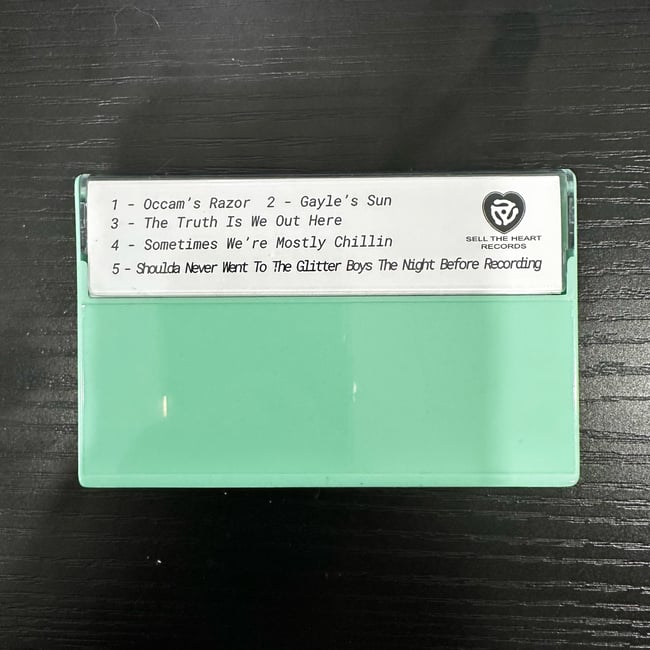 1 - Occam's Razor  2 - Gayle's Sun
3 - The Truth Is We Out Here
4 - Sometimes We're Mostly Chillin
5 - Shoulda Never Went To The Glitter Boys The Night Before Recording
SELL THE HEART
RECORDS